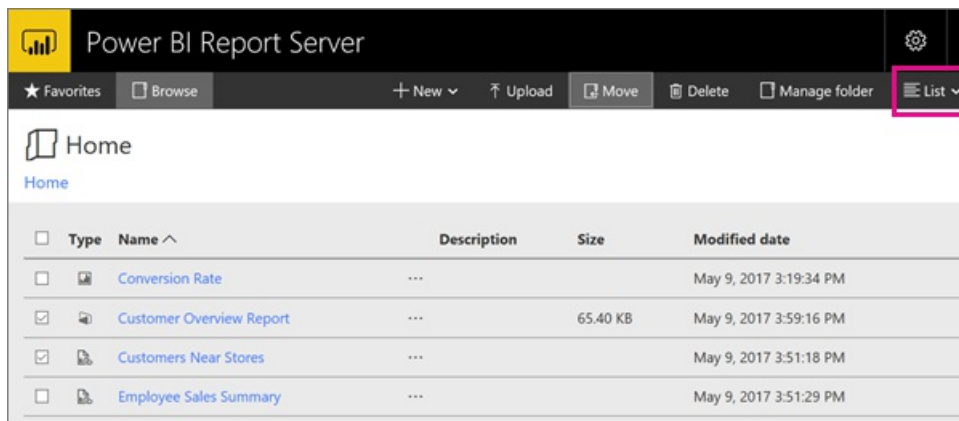 Power BI Report Server
Favorites Browse New Upload Move Delete Manage folder List
Home
Home
Type Name Description Size Modified date
Conversion Rate ... May 9, 2017 3:19:34 PM
Customer Overview Report ... 65.40 KB May 9, 2017 3:59:16 PM
Customers Near Stores ... May 9, 2017 3:51:18 PM
Employee Sales Summary ... May 9, 2017 3:51:29 PM